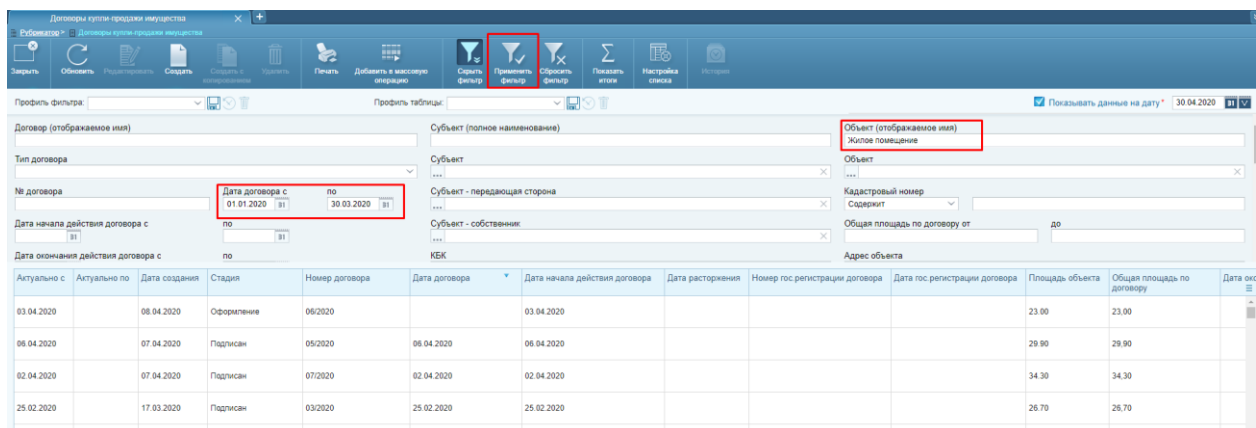 Договоры купли-продажи имущества
Рубрикатор > Договоры купли-продажи имущества
Закрыть Обновить Редактировать Создать Создать с копированием Удалить Печать Добавить в массовую операцию Скрыть фильтр Применить фильтр Сбросить фильтр Показать итоги Настройка списка История
Профиль фильтра: Профиль таблицы: Показывать данные на дату * 30.04.2020
Договор (отображаемое имя) Субъект (полное наименование) Объект (отображаемое имя)
Жилое помещение
Тип договора Субъект Объект
№ договора Дата договора с по Субъект - передающая сторона Кадастровый номер
01.01.2020 30.03.2020 Содержит
Дата начала действия договора с по Субъект - собственник Общая площадь по договору от до
Дата окончания действия договора с по КБК Адрес объекта
Актуально с Актуально по Дата создания Стадия Номер договора Дата договора Дата начала действия договора Дата расторжения Номер гос.регистрации договора Дата гос.регистрации договора Площадь объекта Общая площадь по договору Дата око
03.04.2020 08.04.2020 Оформление 06/2020 03.04.2020 23.00 23,00
06.04.2020 07.04.2020 Подписан 05/2020 06.04.2020 06.04.2020 29.90 29,90
02.04.2020 07.04.2020 Подписан 07/2020 02.04.2020 02.04.2020 34.30 34,30
25.02.2020 17.03.2020 Подписан 03/2020 25.02.2020 25.02.2020 26.70 26,70